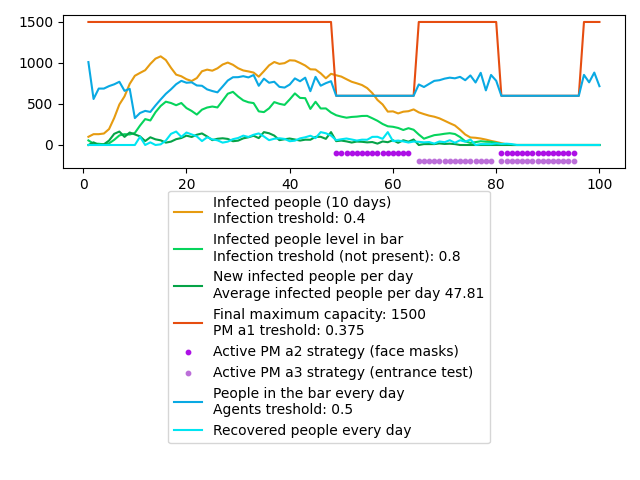 1500
1000
500
0
0
20
40
60
80
100
Infected people (10 days)
Infection treshold: 0.4
Infected people level in bar
Infection treshold (not present): 0.8
New infected people per day
Average infected people per day 47.81
Final maximum capacity: 1500
PM a1 treshold: 0.375
Active PM a2 strategy (face masks)
Active PM a3 strategy (entrance test)
People in the bar every day
Agents treshold: 0.5
Recovered people every day